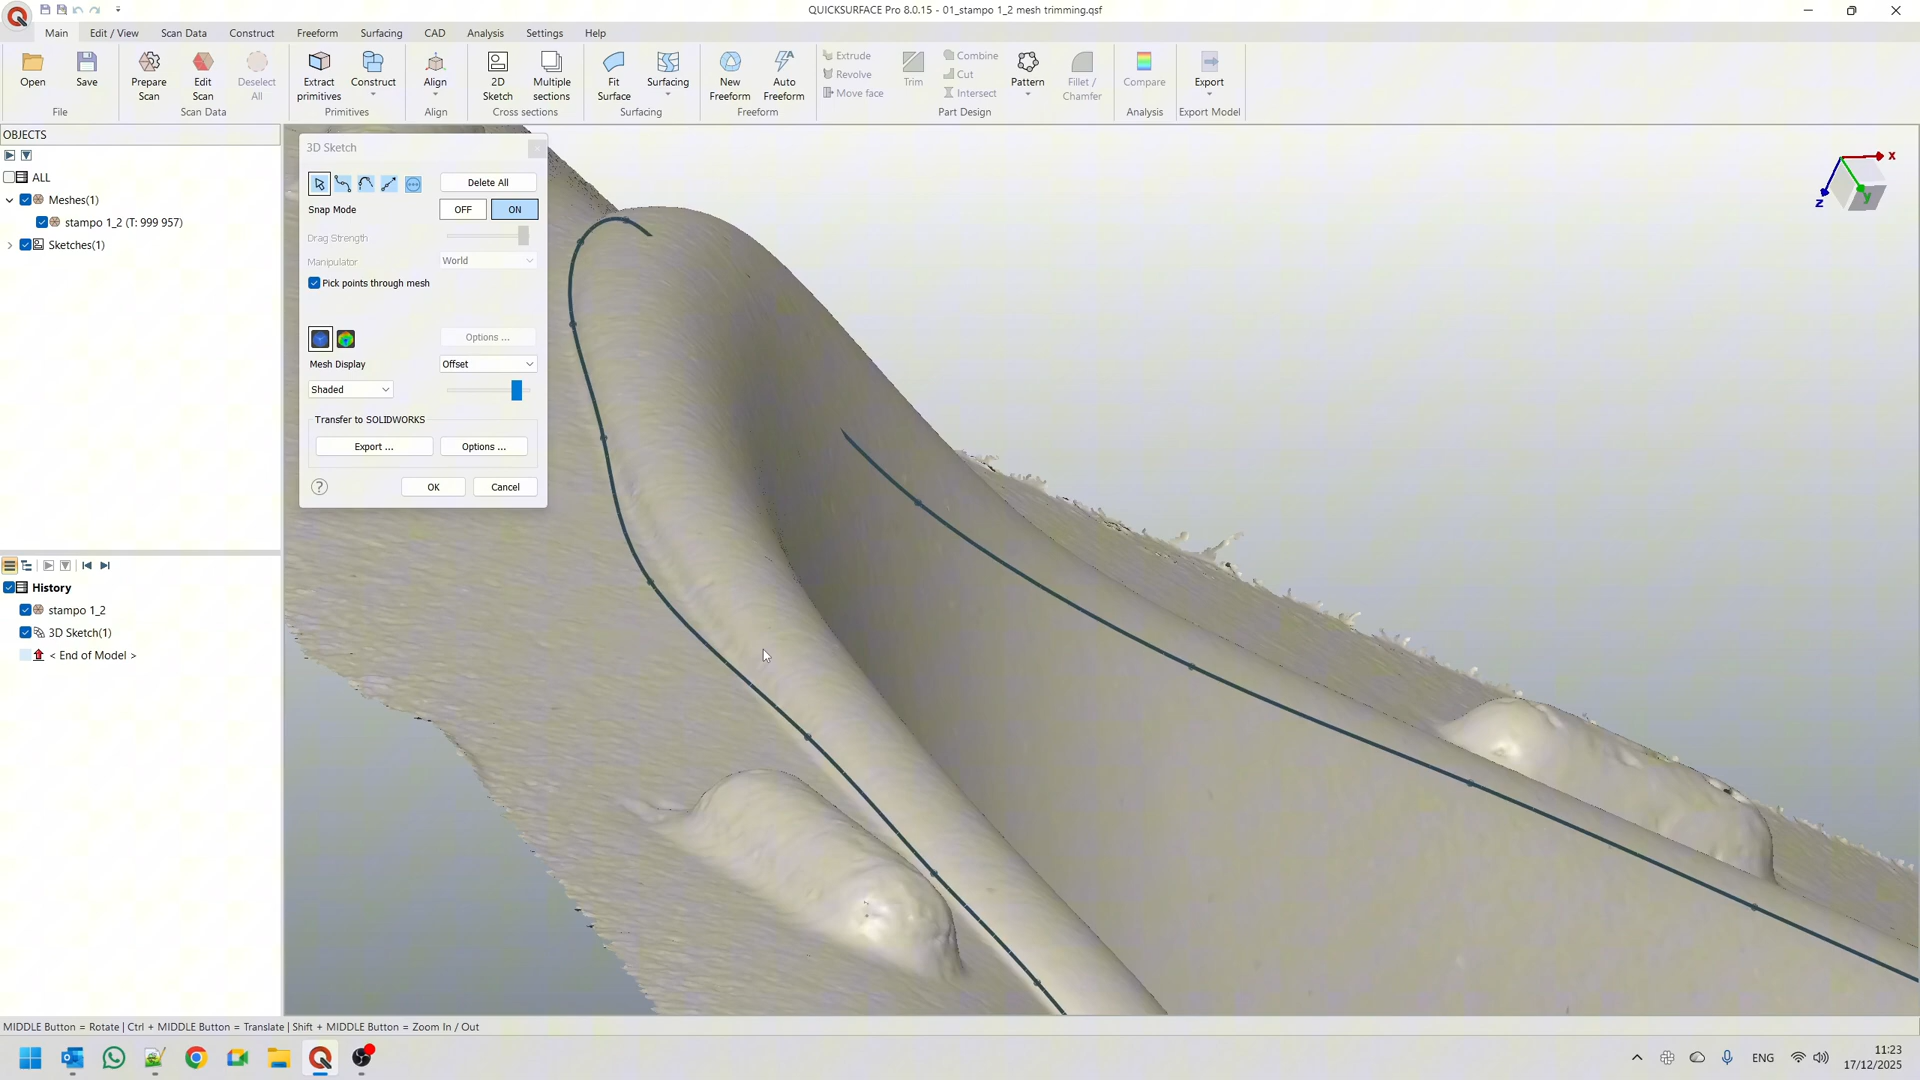 QUICKSURFACE Pro 8.0.15 - 01_stampo 1_2 mesh trimming.qsf
Main Edit / View Scan Data Construct Freeform Surfacing CAD Analysis Settings Help
Open Save Prepare Scan Edit Scan Deselect All Extract primitives Construct Align 2D Sketch Multiple sections Fit Surface Surfacing New Freeform Auto Freeform Extrude Revolve Move face Trim Combine Cut Intersect Pattern Fillet / Chamfer Compare Export
File Scan Data Primitives Align Cross sections Surfacing Freeform Part Design Analysis Export Model
OBJECTS
ALL
Meshes(1)
stampo 1_2 (T: 999 957)
Sketches(1)
3D Sketch
Delete All
Snap Mode OFF ON
Drag Strength
Manipulator World
Pick points through mesh
Options ...
Mesh Display Offset
Shaded
Transfer to SOLIDWORKS
Export ... Options ...
? OK Cancel
x
z y
History
stampo 1_2
3D Sketch(1)
< End of Model >
MIDDLE Button = Rotate | Ctrl + MIDDLE Button = Translate | Shift + MIDDLE Button = Zoom In / Out
ENG
11:23
17/12/2025